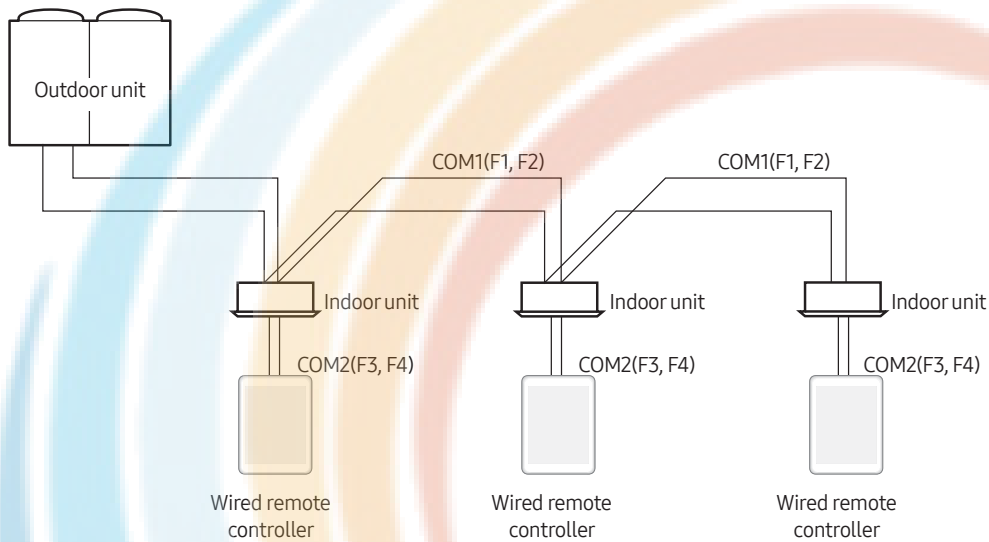 Outdoor unit
COM1(F1, F2)
COM1(F1, F2)
Indoor unit
Indoor unit
Indoor unit
COM2(F3, F4)
COM2(F3, F4)
COM2(F3, F4)
Wired remote
controller
Wired remote
controller
Wired remote
controller